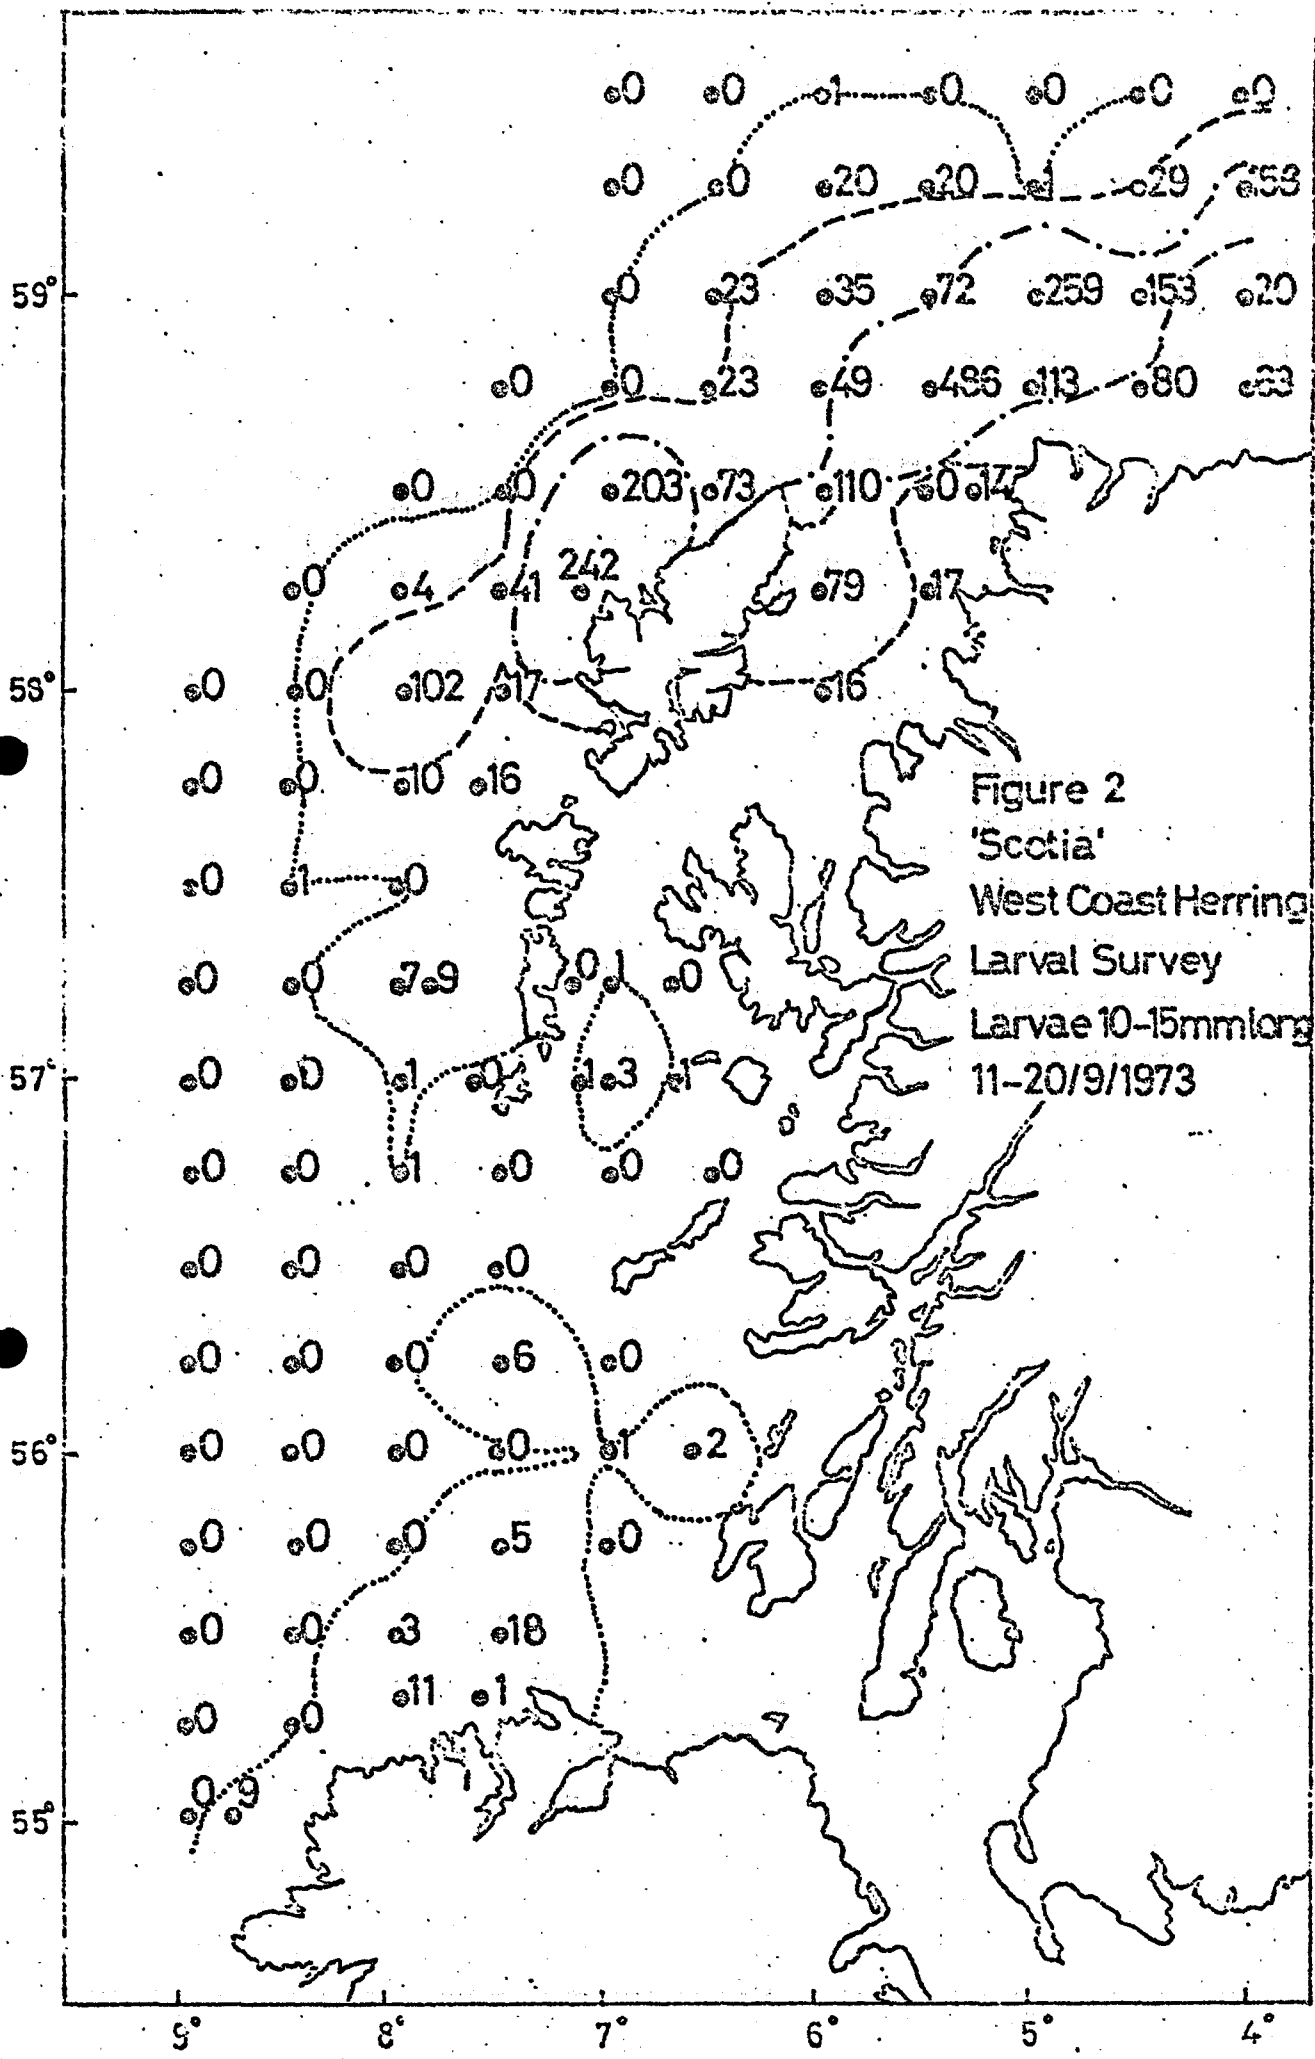 0 0 1 0 0 0 0
0 0 20 20 1 29
59° 0 23 35 72 259 153 20
0 0 23 49 486 113 80 63
0 0 203 73 110 0 14
0 4 41 242 79 17
58° 0 0 102 17 16
0 0 10 16
Figure 2
'Scotia'
0 1 0
West Coast Herring
0 0 7 9 0 1 0
Larval Survey
Larvae 10-15mm long
57° 0 0 1 0 1 3 1
11-20/9/1973
0 0 1 0 0 0
0 0 0 0
0 0 0 6 0
56° 0 0 0 0 1 2
0 0 0 5 0
0 0 3 18
11 1
0 0
55° 0 9
9° 8° 7° 6° 5° 4°